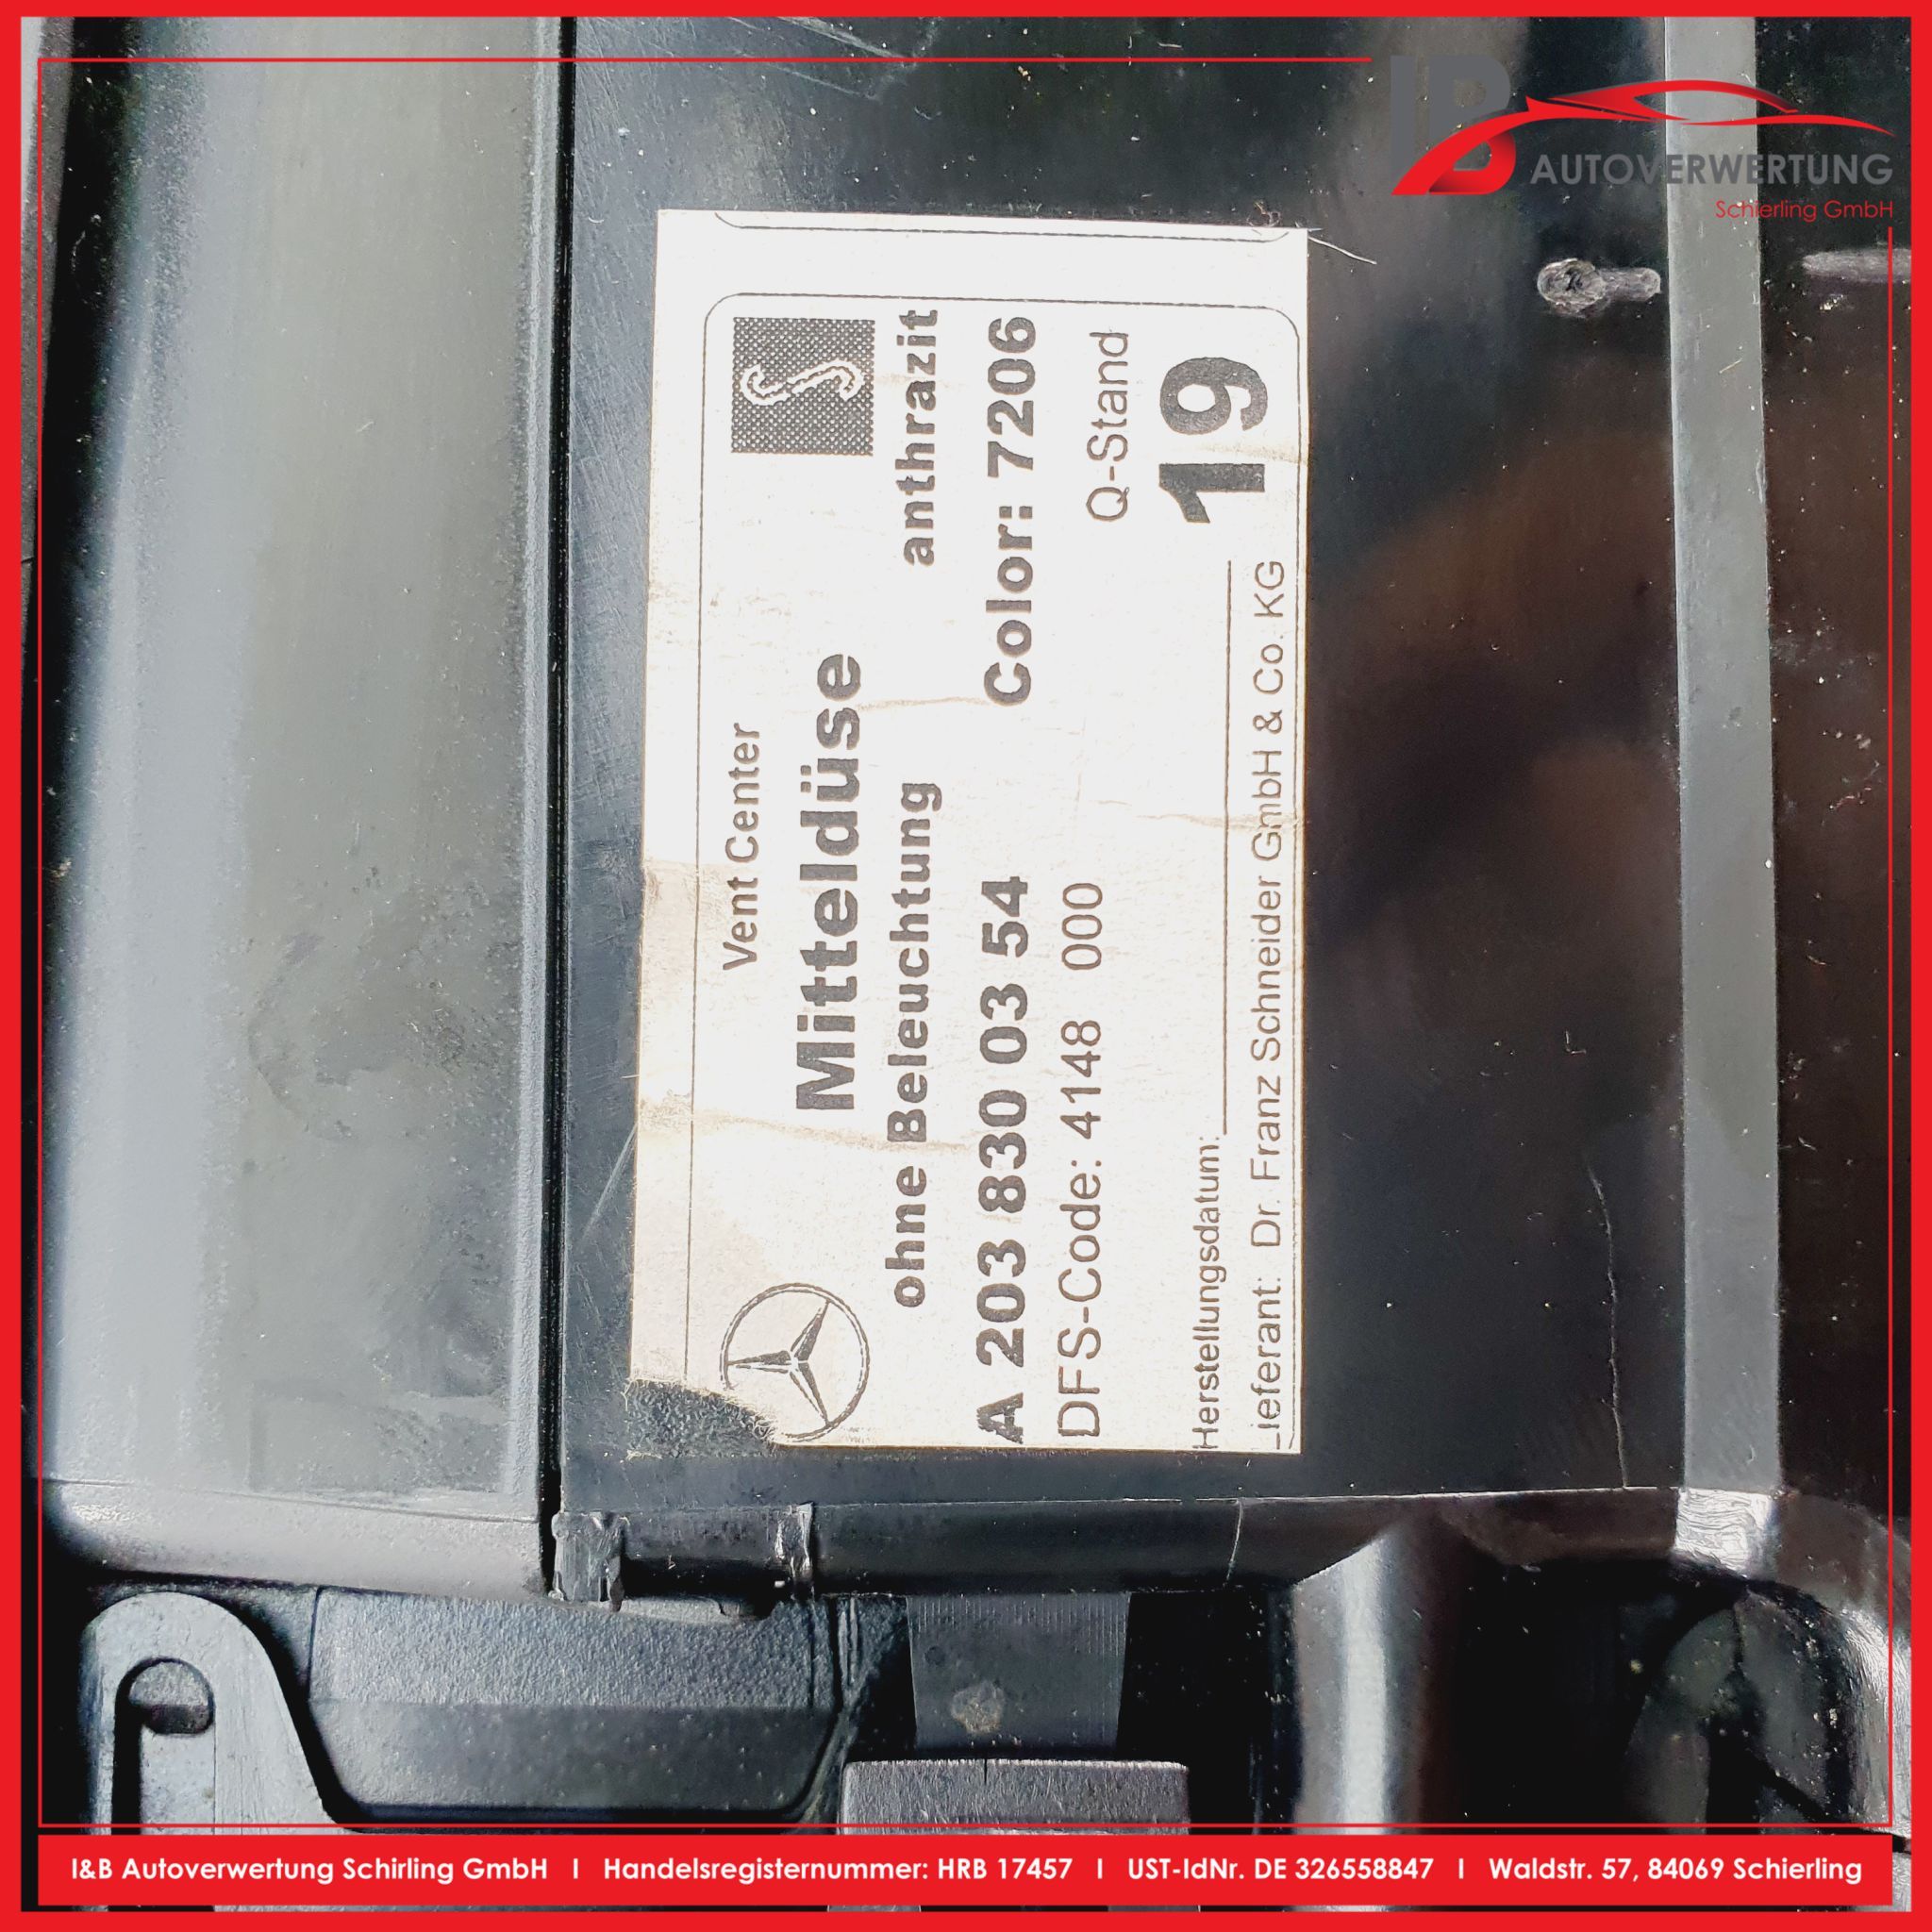 IB
AUTOVERWERTUNG
Schierling GmbH
Vent Center
Mitteldüse
ohne Beleuchtung anthrazit
A 203 830 03 54 Color: 7206
DFS-Code: 4148 000 Q-Stand
19
Herstellungsdatum:
Lieferant: Dr. Franz Schneider GmbH & Co. KG
I&B Autoverwertung Schirling GmbH I Handelsregisternummer: HRB 17457 I UST-IdNr. DE 326558847 I Waldstr. 57, 84069 Schierling